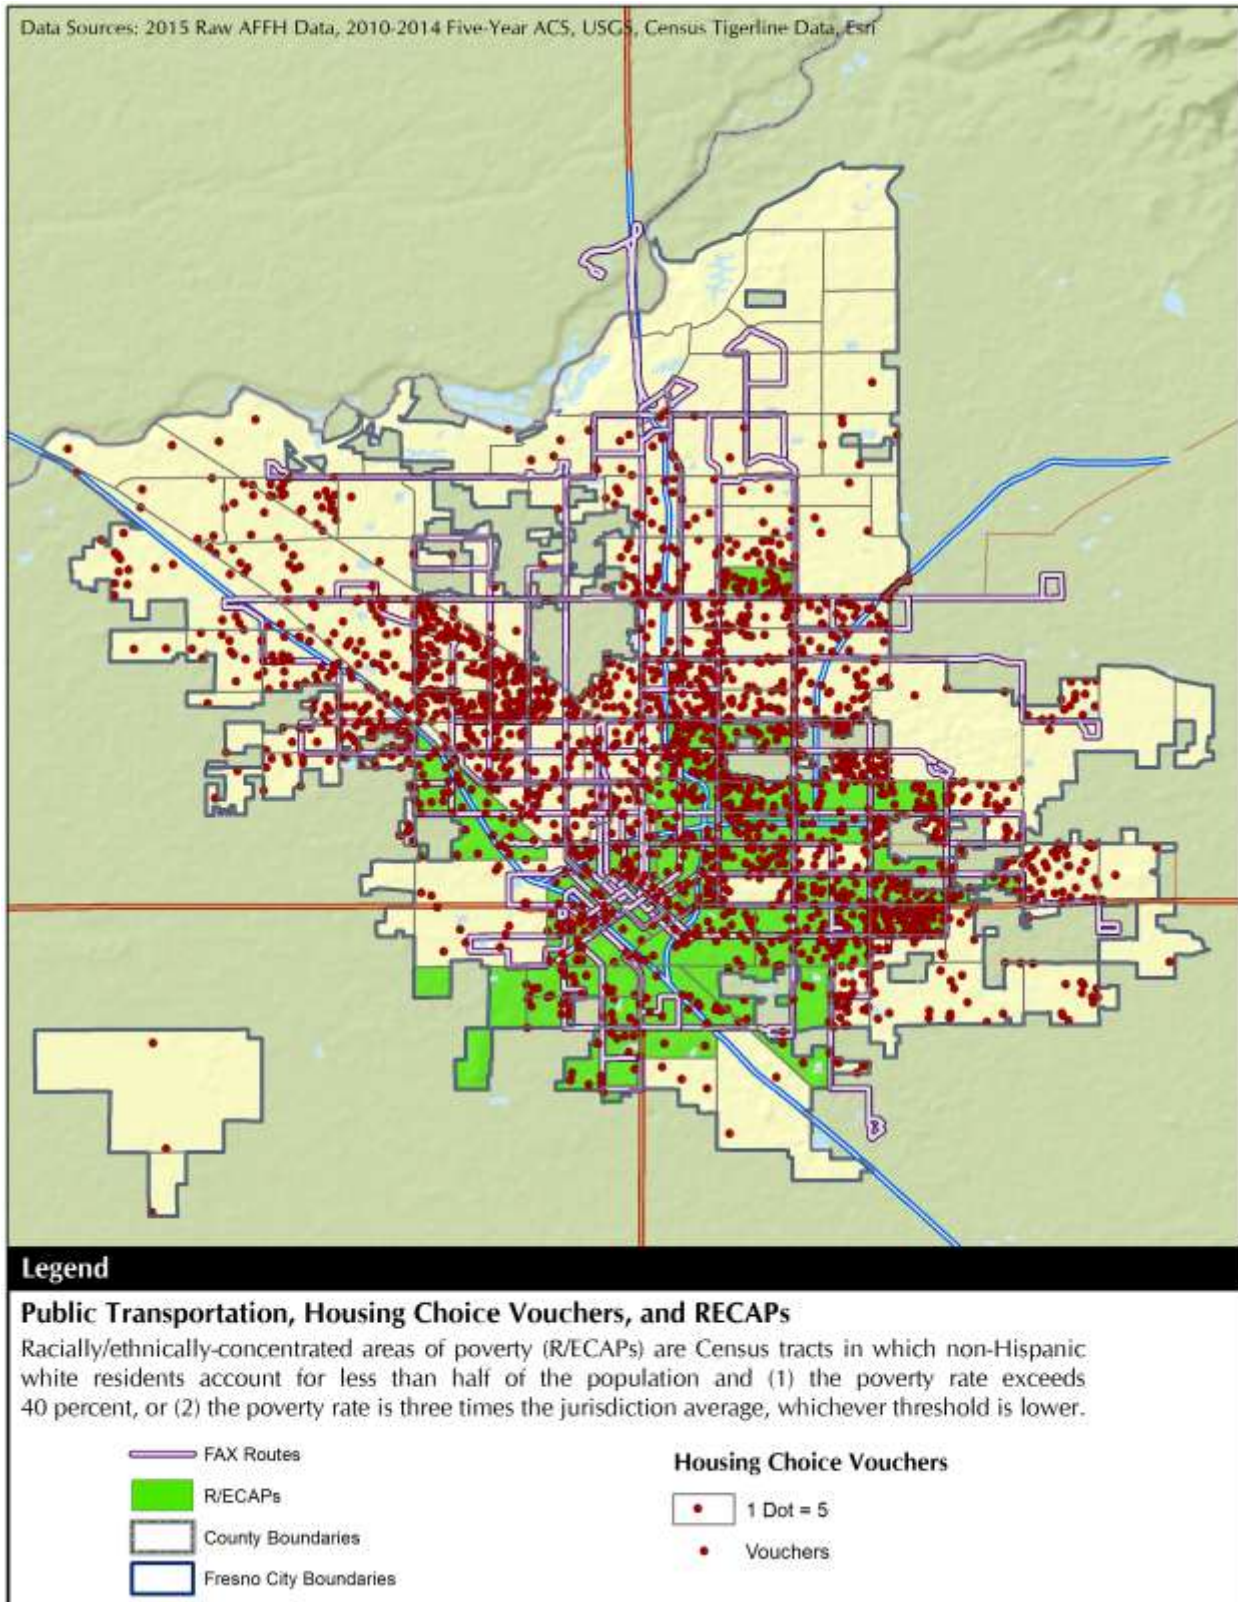 Data Sources: 2015 Raw AFFH Data, 2010-2014 Five-Year ACS, USGS, Census Tigerline Data, Esri
Legend
Public Transportation, Housing Choice Vouchers, and RECAPs
Racially/ethnically-concentrated areas of poverty (R/ECAPs) are Census tracts in which non-Hispanic
white residents account for less than half of the population and (1) the poverty rate exceeds
40 percent, or (2) the poverty rate is three times the jurisdiction average, whichever threshold is lower.
FAX Routes
R/ECAPs
County Boundaries
Fresno City Boundaries
Housing Choice Vouchers
1 Dot = 5
Vouchers